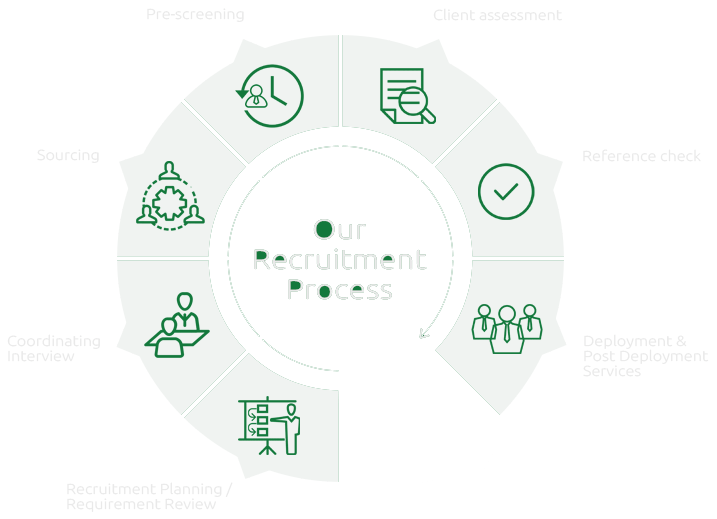 Pre-screening
Client assessment
Sourcing
Reference check
Our
Recruitment
Process
Coordinating
Interview
Deployment &
Post Deployment
Services
Recruitment Planning /
Requirement Review